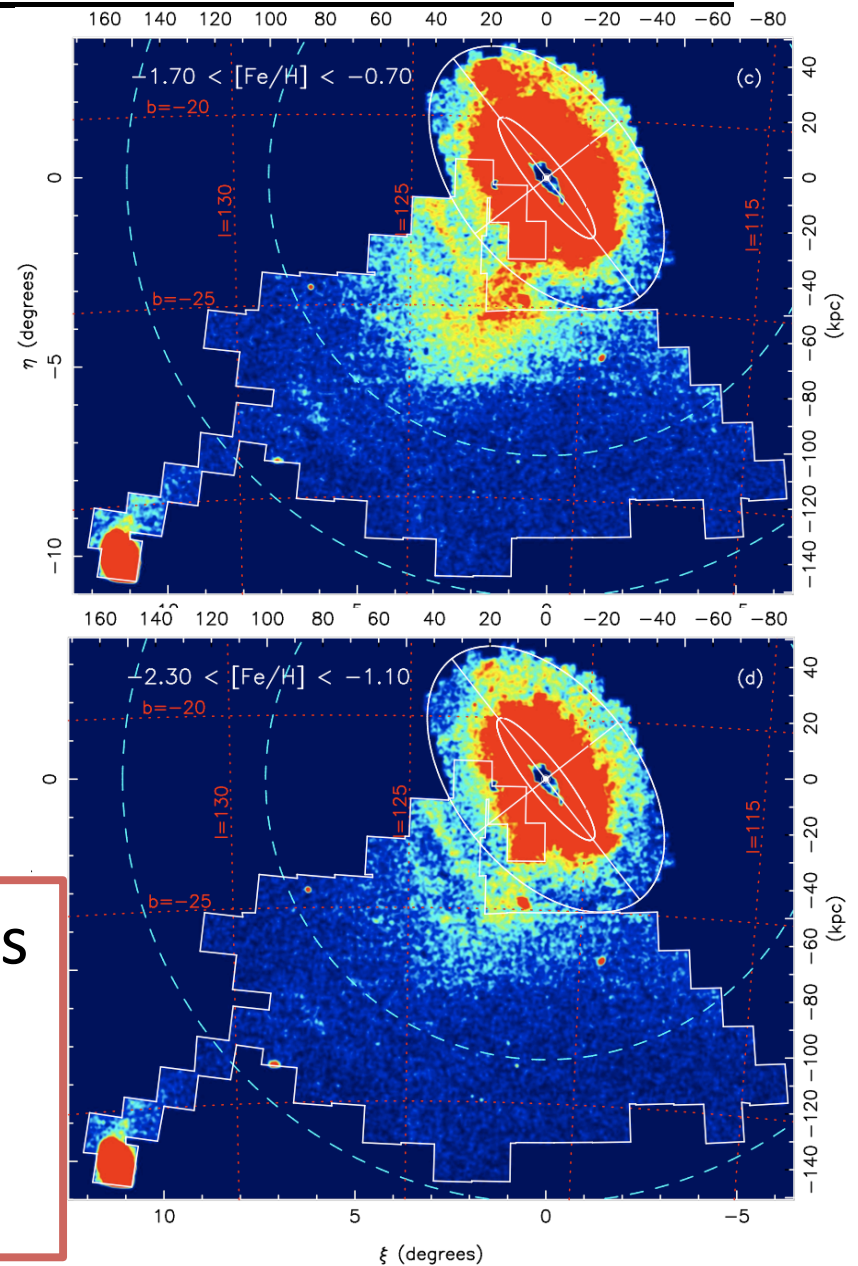 160 140 120 100 80 60 40 20 0 −20 −40 −60 −80
−1.70 < [Fe/H] < −0.70
(c)
b=−20
l=130
l=125
l=115
b=−25
0
−5
−10
η (degrees)
40
20
0
−20
−40
−60
−80
−100
−120
−140
(kpc)
160 140 120 100 80 60 40 20 0 −20 −40 −60 −80
−2.30 < [Fe/H] < −1.10
(d)
b=−20
l=130
l=125
l=115
b=−25
0
40
20
0
−20
−40
−60
−80
−100
−120
−140
(kpc)
s
10 5 0 −5
ξ (degrees)